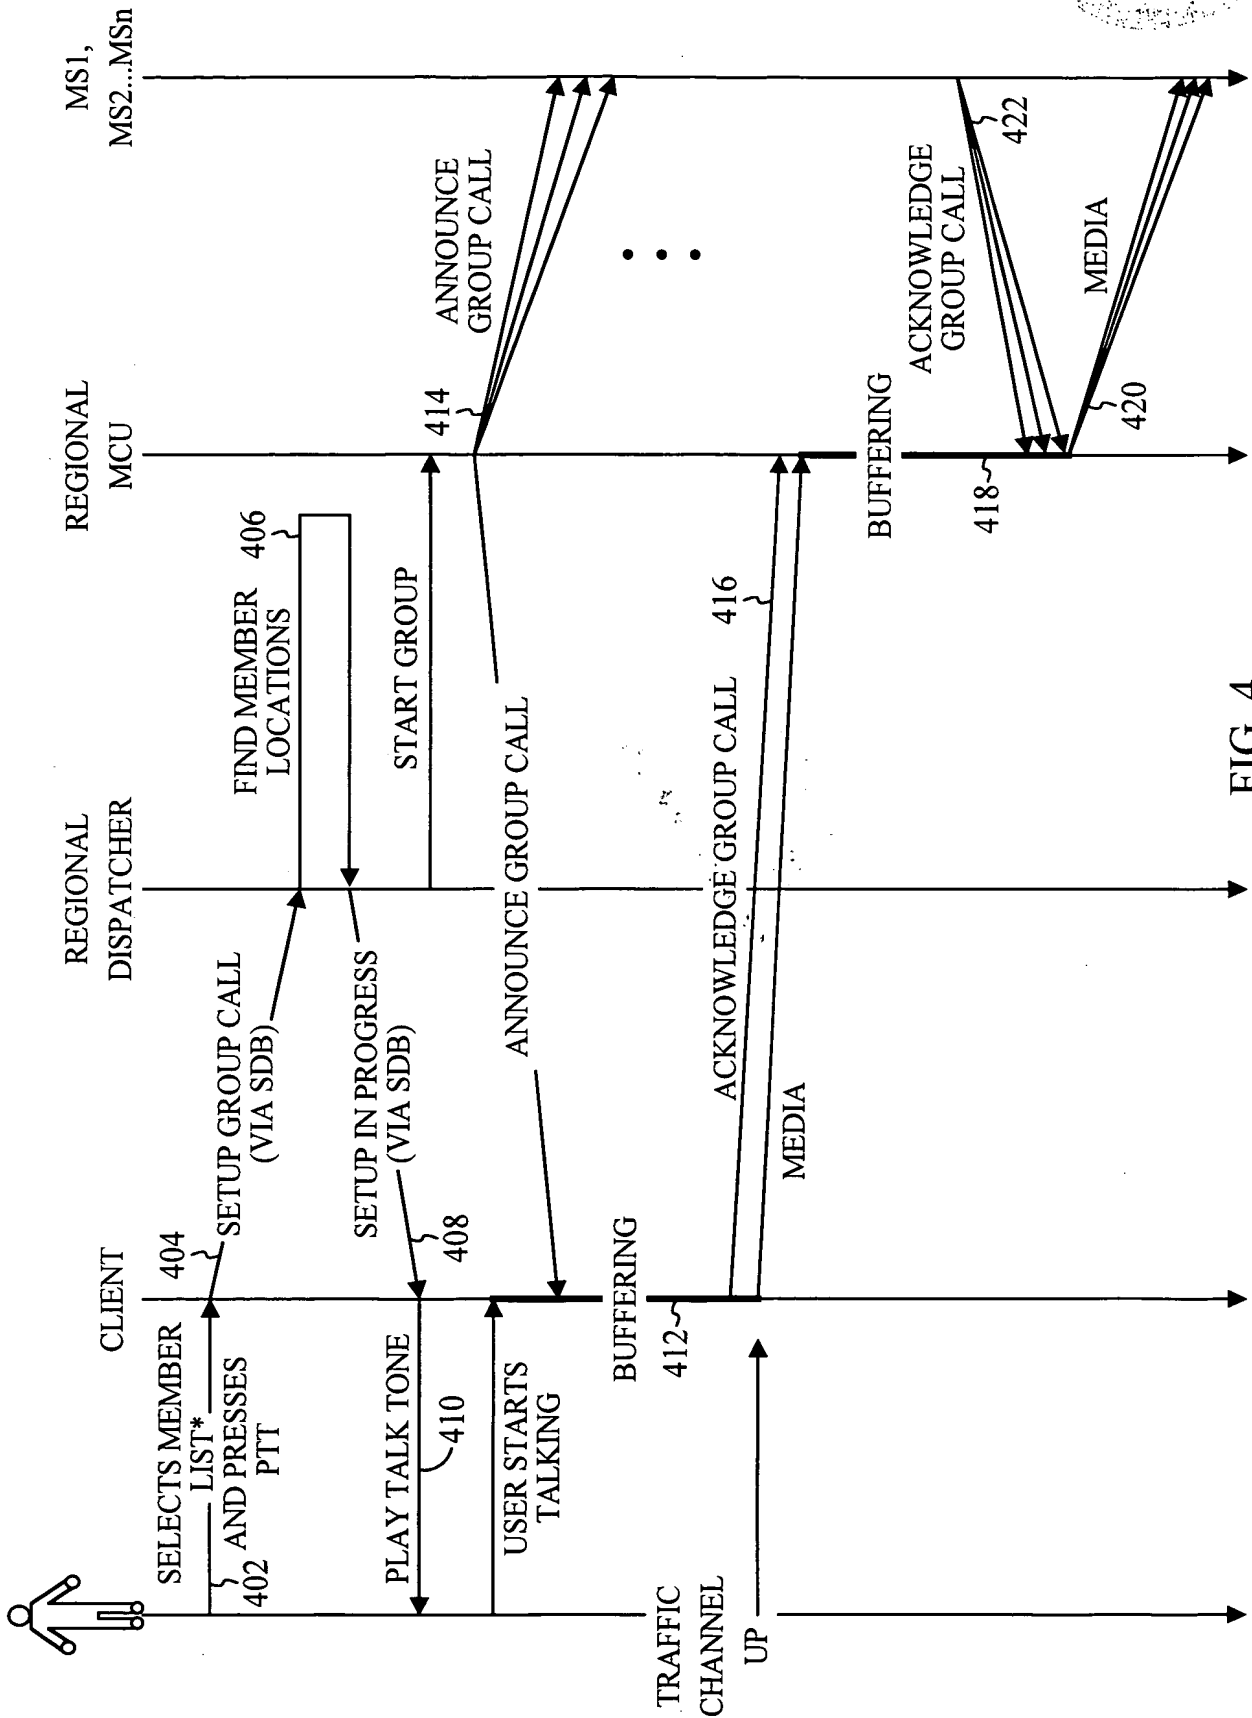 MS1,
MS2...MSn
REGIONAL
MCU
REGIONAL
DISPATCHER
CLIENT
SELECTS MEMBER
LIST*
AND PRESSES
PTT
402
404
SETUP GROUP CALL
(VIA SDB)
FIND MEMBER
LOCATIONS
406
SETUP IN PROGRESS
(VIA SDB)
408
PLAY TALK TONE
410
START GROUP
414
ANNOUNCE
GROUP CALL
ANNOUNCE GROUP CALL
USER STARTS
TALKING
BUFFERING
412
TRAFFIC
CHANNEL
UP
ACKNOWLEDGE GROUP CALL
416
MEDIA
BUFFERING
418
ACKNOWLEDGE
GROUP CALL
422
MEDIA
420
FIG. 4